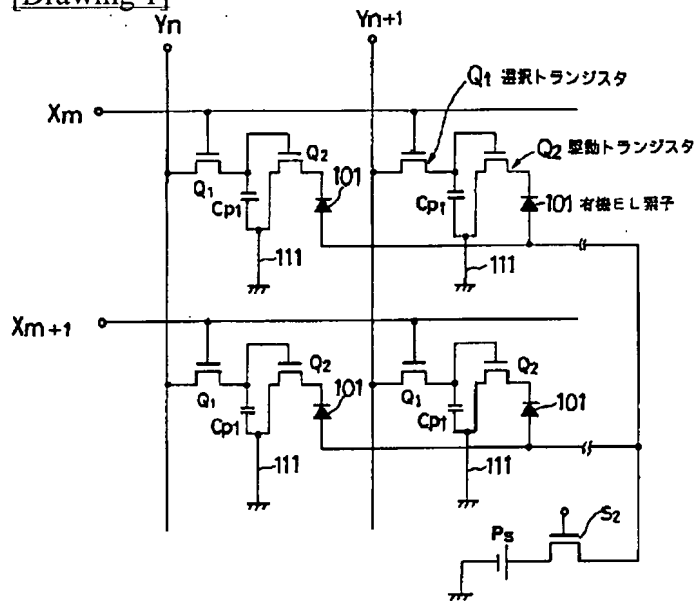 [Drawing 1]
Yn Yn+1
Q1 選択トランジスタ
Xm
Q2 駆動トランジスタ
Q1 Q2 101
Cp1 Cp1
101 有機EL素子
111 111
Xm+1
Q1 Q2 101 Q1 Q2 101
Cp1 Cp1
111 111
Ps S2